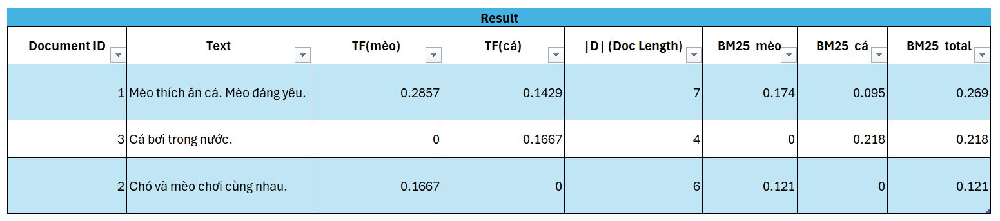 Result
Document ID Text TF(mèo) TF(cá) |D| (Doc Length) BM25_mèo BM25_cá BM25_total
1 Mèo thích ăn cá. Mèo đáng yêu. 0.2857 0.1429 7 0.174 0.095 0.269
3 Cá bơi trong nước. 0 0.1667 4 0 0.218 0.218
2 Chó và mèo chơi cùng nhau. 0.1667 0 6 0.121 0 0.121